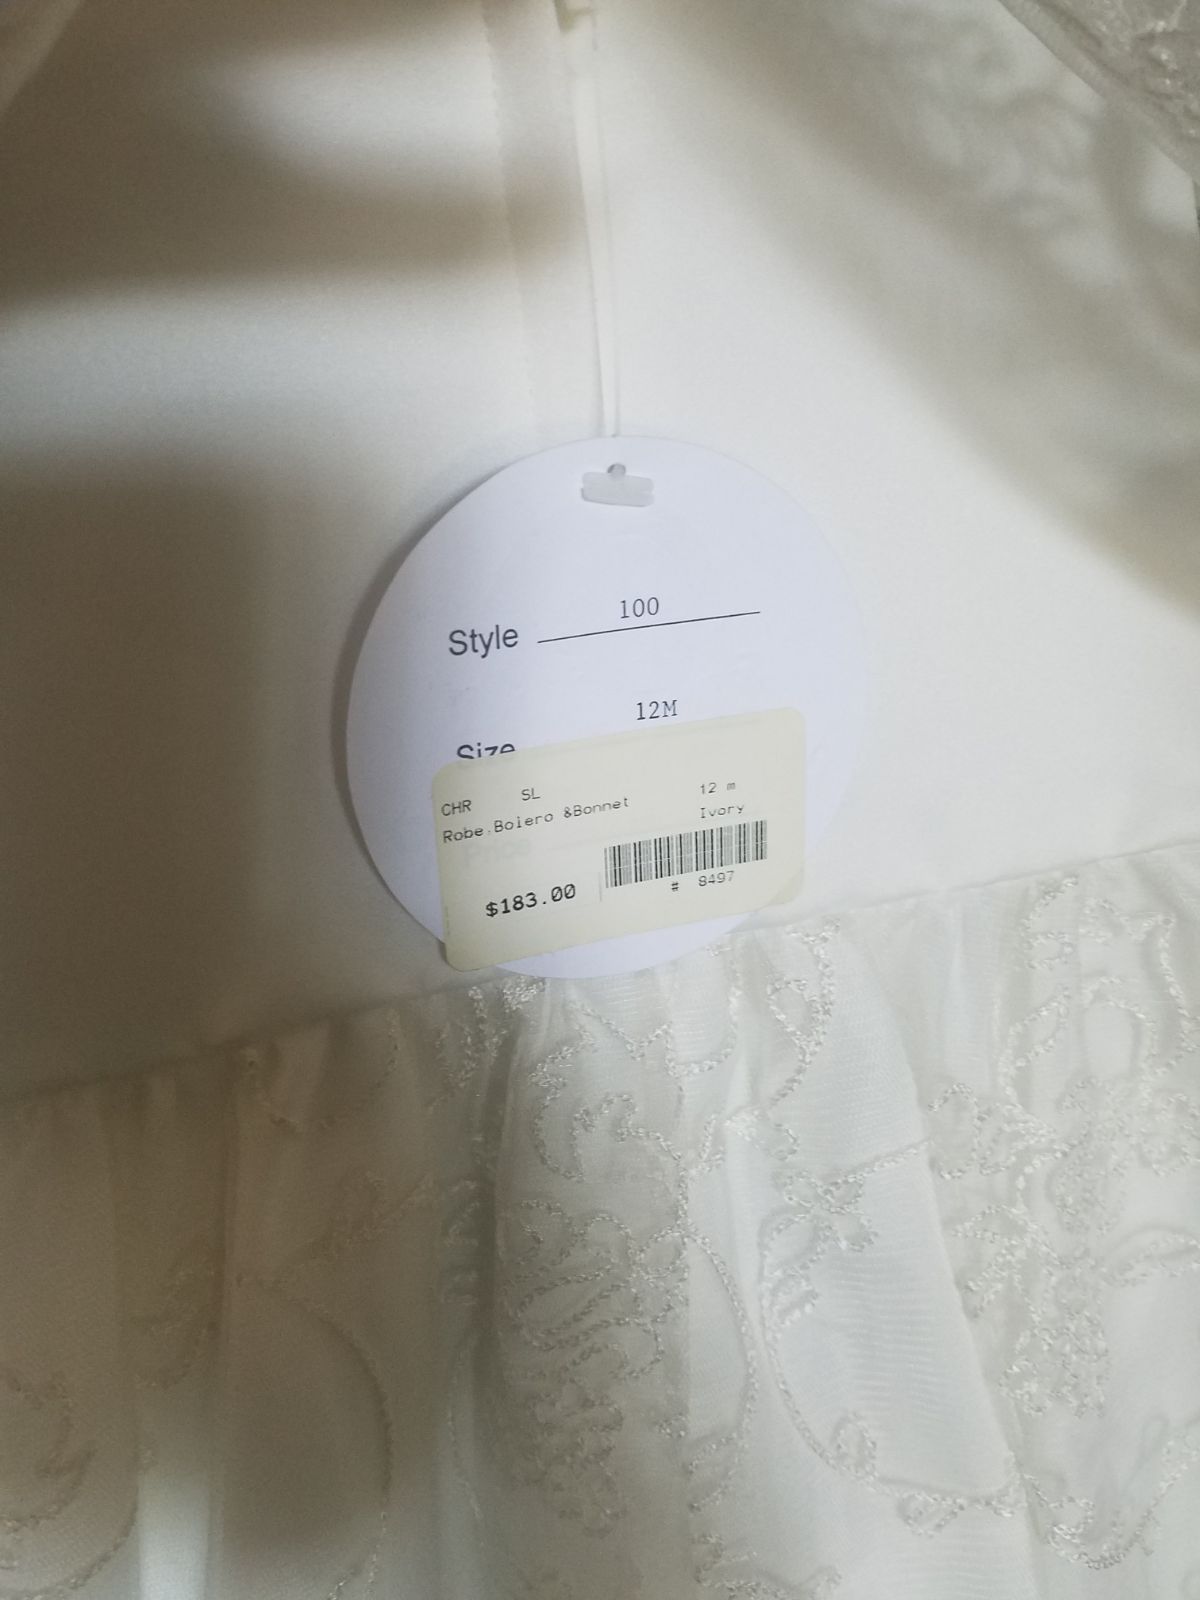 Style 100
12M
Size
CHR SL 12 m
Robe,Bolero &Bonnet Ivory
$183.00
# 8497